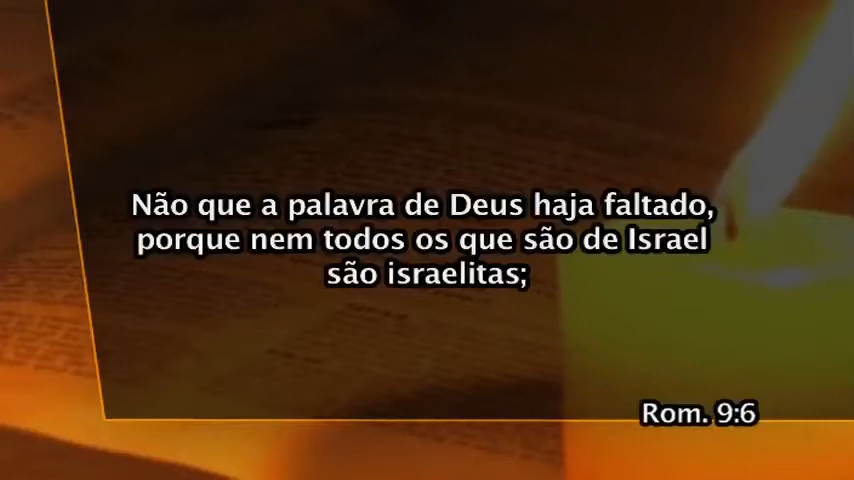 Não que a palavra de Deus haja faltado,
porque nem todos os que são de Israel
são israelitas;
Rom. 9:6